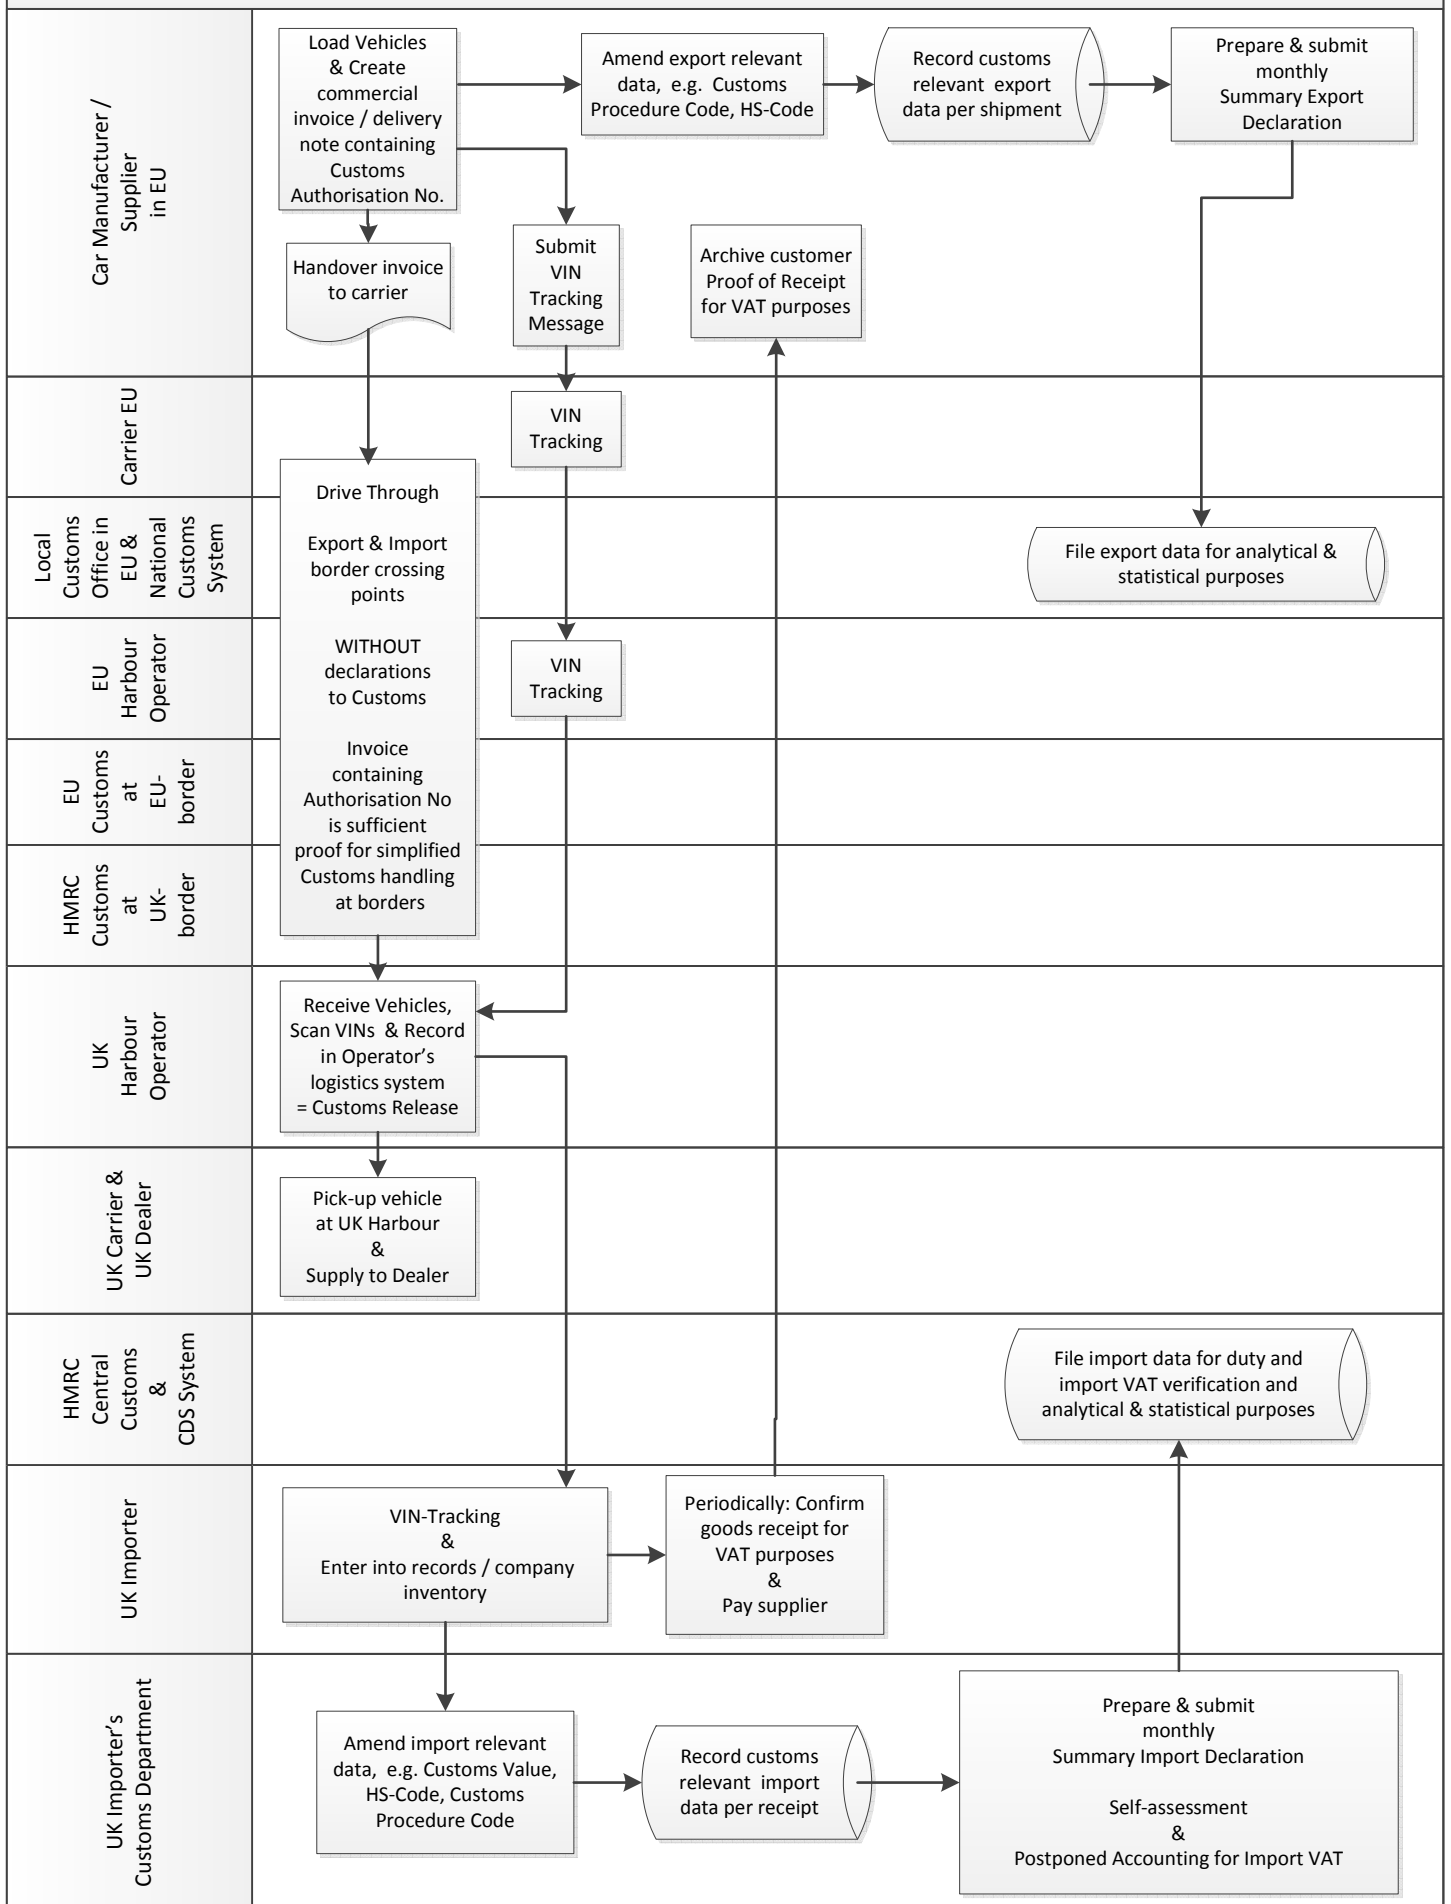 Car Manufacturer /
Supplier
in EU
Load Vehicles
& Create
commercial
invoice / delivery
note containing
Customs
Authorisation No.
Amend export relevant
data, e.g. Customs
Procedure Code, HS-Code
Record customs
relevant export
data per shipment
Prepare & submit
monthly
Summary Export
Declaration
Handover invoice
to carrier
Submit
VIN
Tracking
Message
Archive customer
Proof of Receipt
for VAT purposes
Carrier EU
VIN
Tracking
Drive Through
Export & Import
border crossing
points
WITHOUT
declarations
to Customs
Invoice
containing
Authorisation No
is sufficient
proof for simplified
Customs handling
at borders
Local
Customs
Office in
EU &
National
Customs
System
File export data for analytical &
statistical purposes
EU
Harbour
Operator
VIN
Tracking
EU
Customs
at
EU-
border
HMRC
Customs
at
UK-
border
UK
Harbour
Operator
Receive Vehicles,
Scan VINs & Record
in Operator’s
logistics system
= Customs Release
UK Carrier &
UK Dealer
Pick-up vehicle
at UK Harbour
&
Supply to Dealer
HMRC
Central
Customs
&
CDS System
File import data for duty and
import VAT verification and
analytical & statistical purposes
UK Importer
VIN-Tracking
&
Enter into records / company
inventory
Periodically: Confirm
goods receipt for
VAT purposes
&
Pay supplier
UK Importer’s
Customs Department
Amend import relevant
data, e.g. Customs Value,
HS-Code, Customs
Procedure Code
Record customs
relevant import
data per receipt
Prepare & submit
monthly
Summary Import Declaration
Self-assessment
&
Postponed Accounting for Import VAT